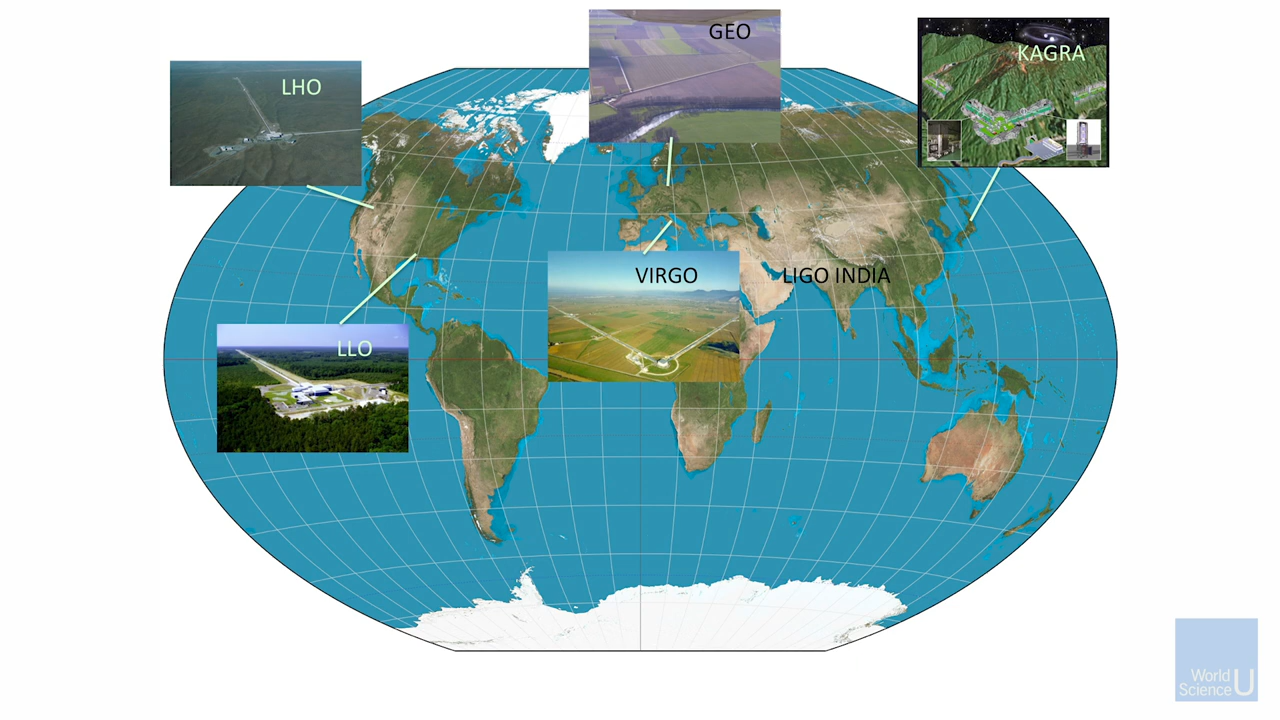 GEO
KAGRA
LHO
VIRGO
LIGO INDIA
LLO
World
Science U